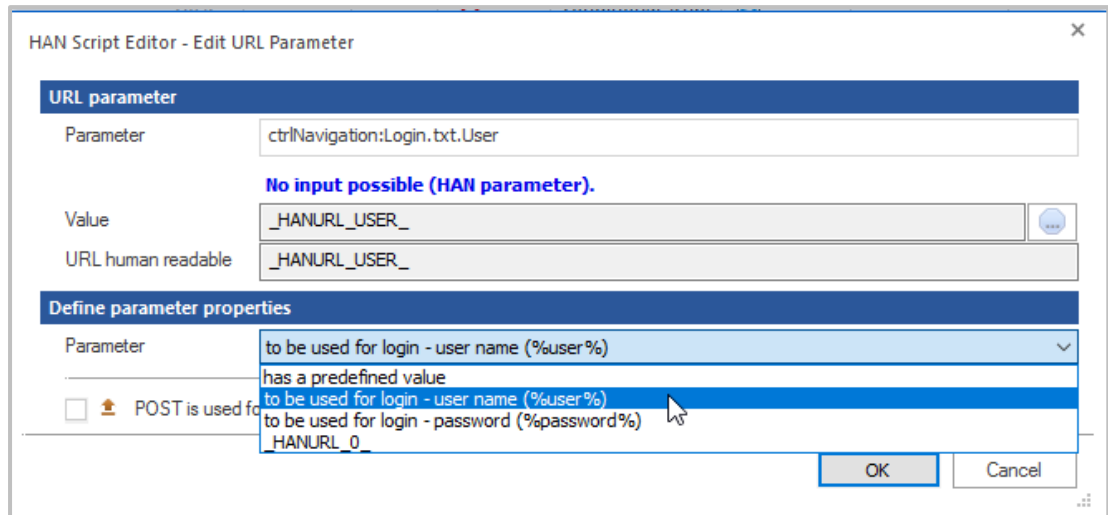 HAN Script Editor - Edit URL Parameter
URL parameter
Parameter ctrlNavigation:Login.txt.User
No input possible (HAN parameter).
Value _HANURL_USER_ ...
URL human readable _HANURL_USER_
Define parameter properties
Parameter to be used for login - user name (%user%)
has a predefined value
to be used for login - user name (%user%)
POST is used
to be used for login - password (%password%)
_HANURL_0_
OK Cancel